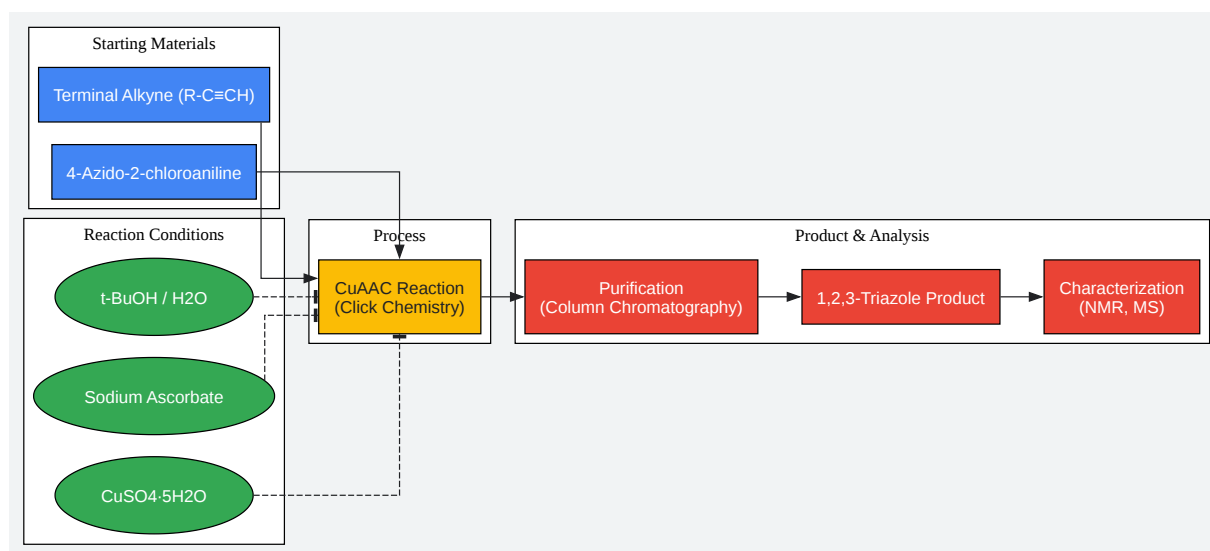 Starting Materials
Terminal Alkyne (R-C≡CH)
4-Azido-2-chloroaniline
Reaction Conditions
t-BuOH / H2O
Sodium Ascorbate
CuSO4·5H2O
Process
CuAAC Reaction
(Click Chemistry)
Product & Analysis
Purification
(Column Chromatography)
1,2,3-Triazole Product
Characterization
(NMR, MS)